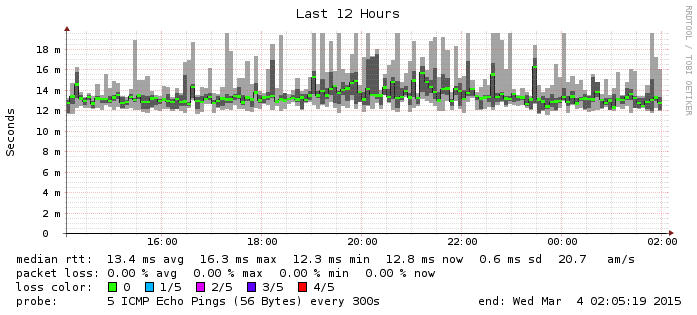 Last 12 Hours
RRDTOOL / TOBI OETIKER
Seconds
18 m
16 m
14 m
12 m
10 m
8 m
6 m
4 m
2 m
0
16:00 18:00 20:00 22:00 00:00 02:00
median rtt: 13.4 ms avg 16.3 ms max 12.3 ms min 12.8 ms now 0.6 ms sd 20.7 am/s
packet loss: 0.00 % avg 0.00 % max 0.00 % min 0.00 % now
loss color: 0 1/5 2/5 3/5 4/5
probe: 5 ICMP Echo Pings (56 Bytes) every 300s end: Wed Mar 4 02:05:19 2015